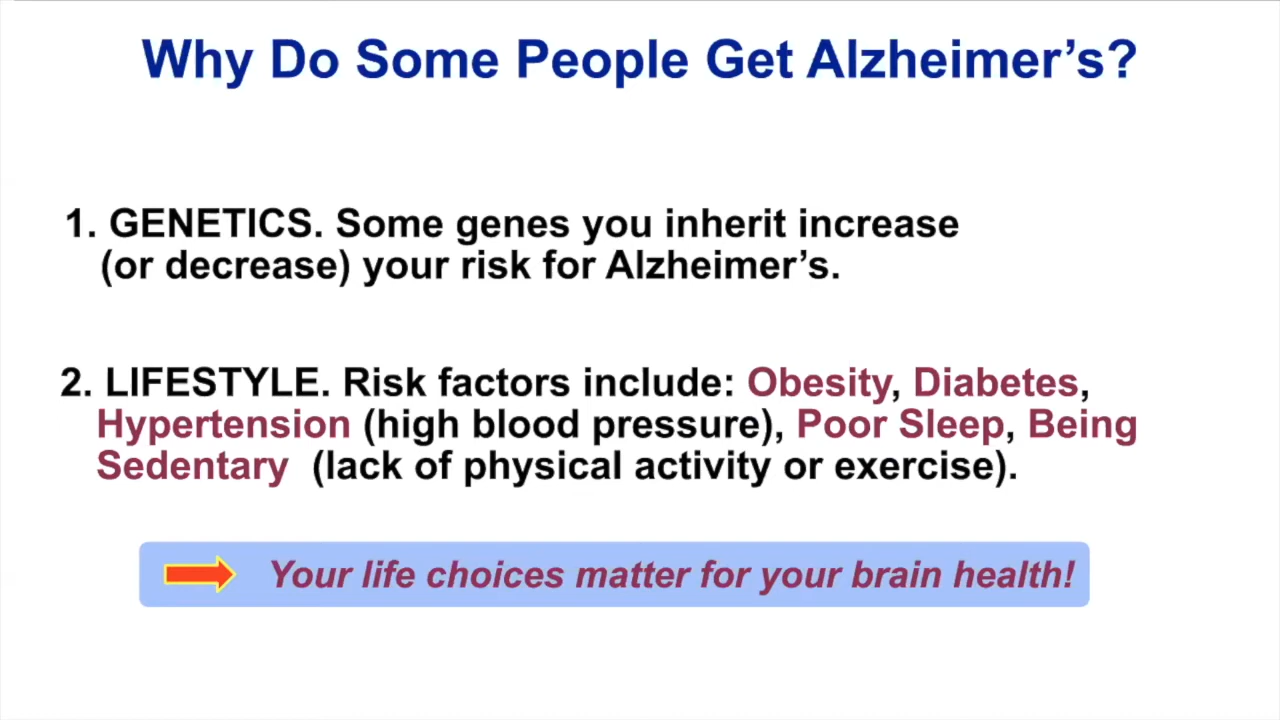 Why Do Some People Get Alzheimer’s?
1. GENETICS. Some genes you inherit increase
(or decrease) your risk for Alzheimer’s.
2. LIFESTYLE. Risk factors include: Obesity, Diabetes,
Hypertension (high blood pressure), Poor Sleep, Being
Sedentary (lack of physical activity or exercise).
Your life choices matter for your brain health!